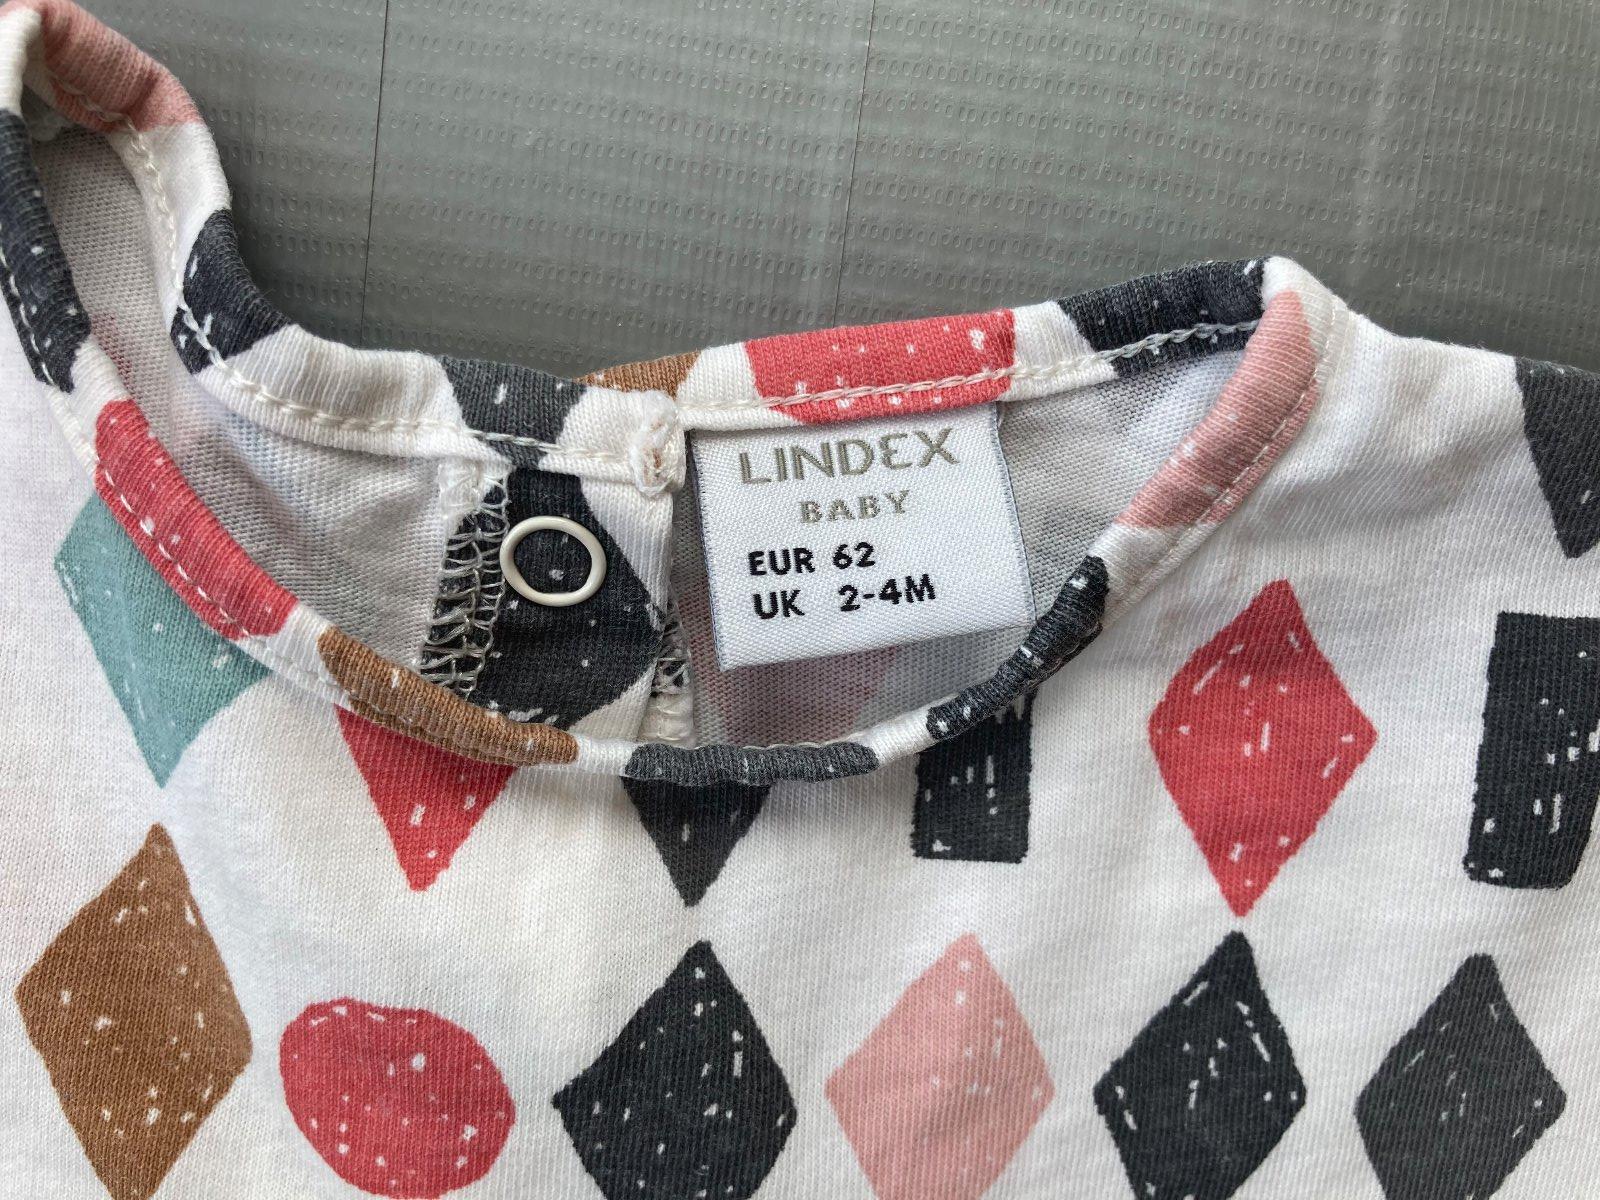 LINDEX
BABY
EUR 62
UK 2-4M